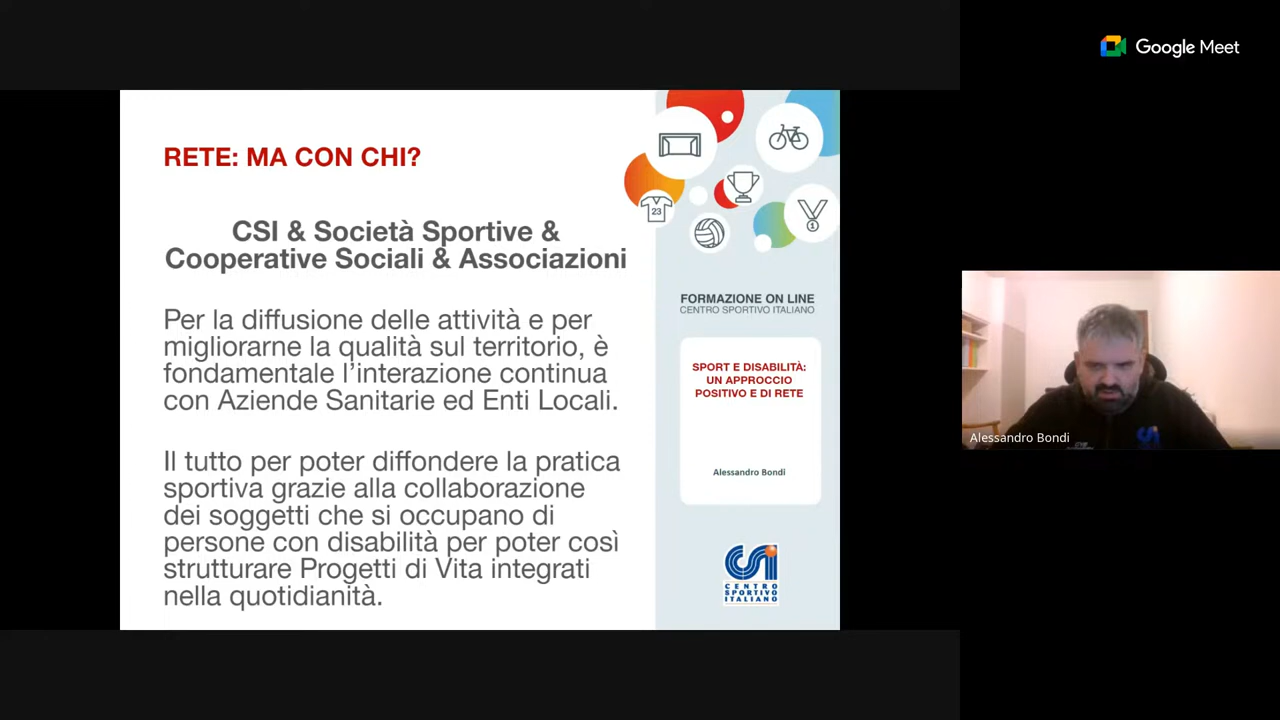 Google Meet
RETE: MA CON CHI?
CSI & Società Sportive &
Cooperative Sociali & Associazioni
Per la diffusione delle attività e per
migliorarne la qualità sul territorio, è
fondamentale l’interazione continua
con Aziende Sanitarie ed Enti Locali.
Il tutto per poter diffondere la pratica
sportiva grazie alla collaborazione
dei soggetti che si occupano di
persone con disabilità per poter così
strutturare Progetti di Vita integrati
nella quotidianità.
23
1
FORMAZIONE ON LINE
CENTRO SPORTIVO ITALIANO
SPORT E DISABILITÀ:
UN APPROCCIO
POSITIVO E DI RETE
Alessandro Bondi
CSI
CENTRO
SPORTIVO
ITALIANO
Alessandro Bondi